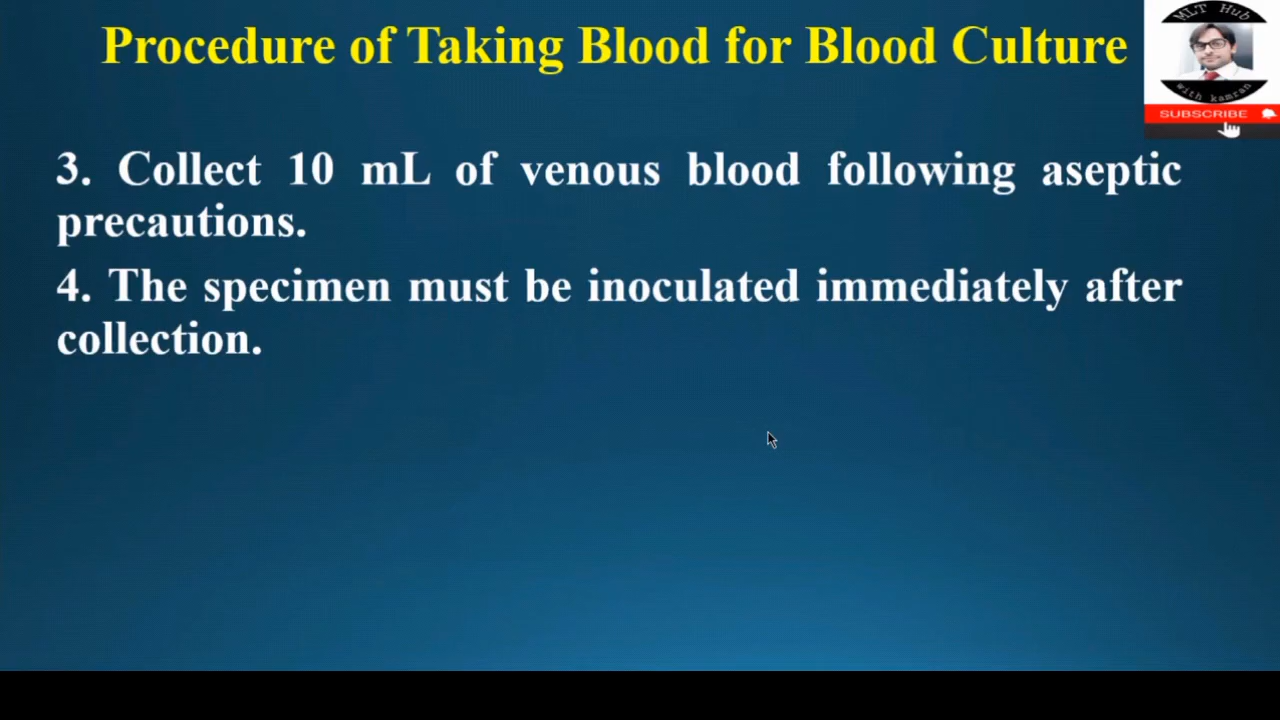 Procedure of Taking Blood for Blood Culture
MLT Hub
with kamran
SUBSCRIBE
3. Collect 10 mL of venous blood following aseptic
precautions.
4. The specimen must be inoculated immediately after
collection.